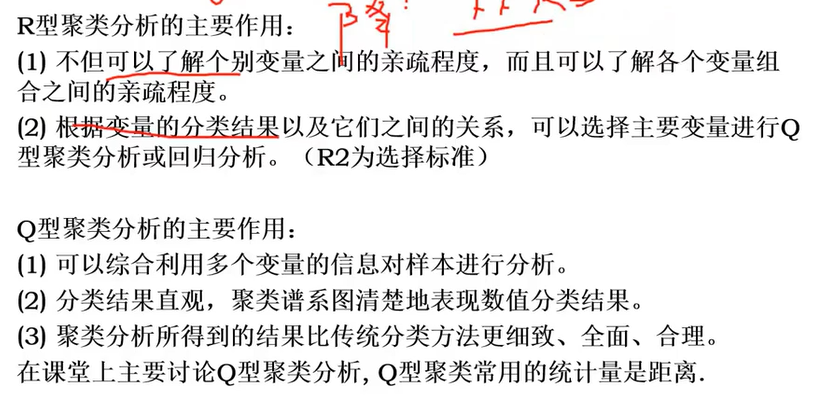 降
R型聚类分析的主要作用：
(1) 不但可以了解个别变量之间的亲疏程度，而且可以了解各个变量组
合之间的亲疏程度。
(2) 根据变量的分类结果以及它们之间的关系，可以选择主要变量进行Q
型聚类分析或回归分析。（R2为选择标准）
Q型聚类分析的主要作用：
(1) 可以综合利用多个变量的信息对样本进行分析。
(2) 分类结果直观，聚类谱系图清楚地表现数值分类结果。
(3) 聚类分析所得到的结果比传统分类方法更细致、全面、合理。
在课堂上主要讨论Q型聚类分析, Q型聚类常用的统计量是距离.